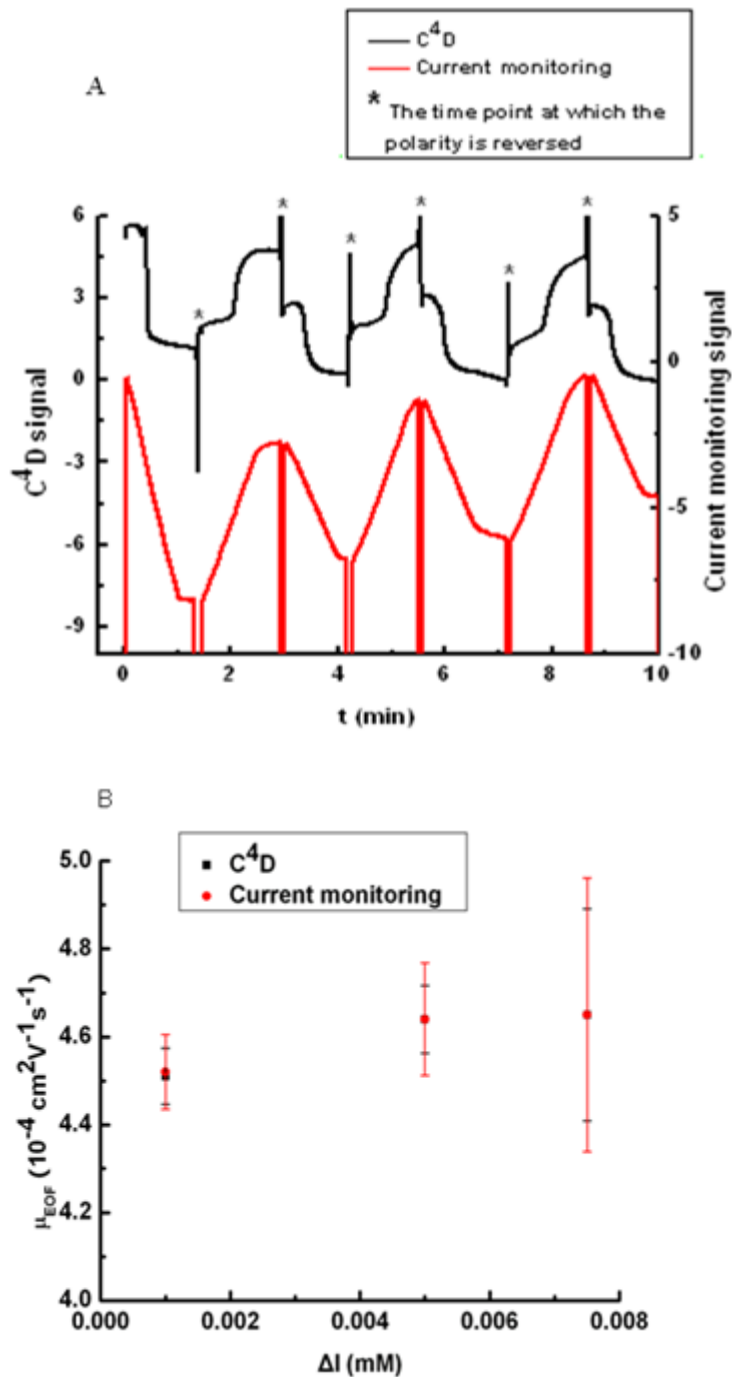 C⁴D
Current monitoring
* The time point at which the
polarity is reversed
A
* * * * * *
6
3
0
-3
-6
-9
C⁴D signal
5
0
-5
-10
Current monitoring signal
0 2 4 6 8 10
t (min)
B
C⁴D
Current monitoring
5.0
4.8
4.6
4.4
4.2
4.0
μEOF (10⁻⁴ cm²V⁻¹s⁻¹)
0.000 0.002 0.004 0.006 0.008
ΔI (mM)